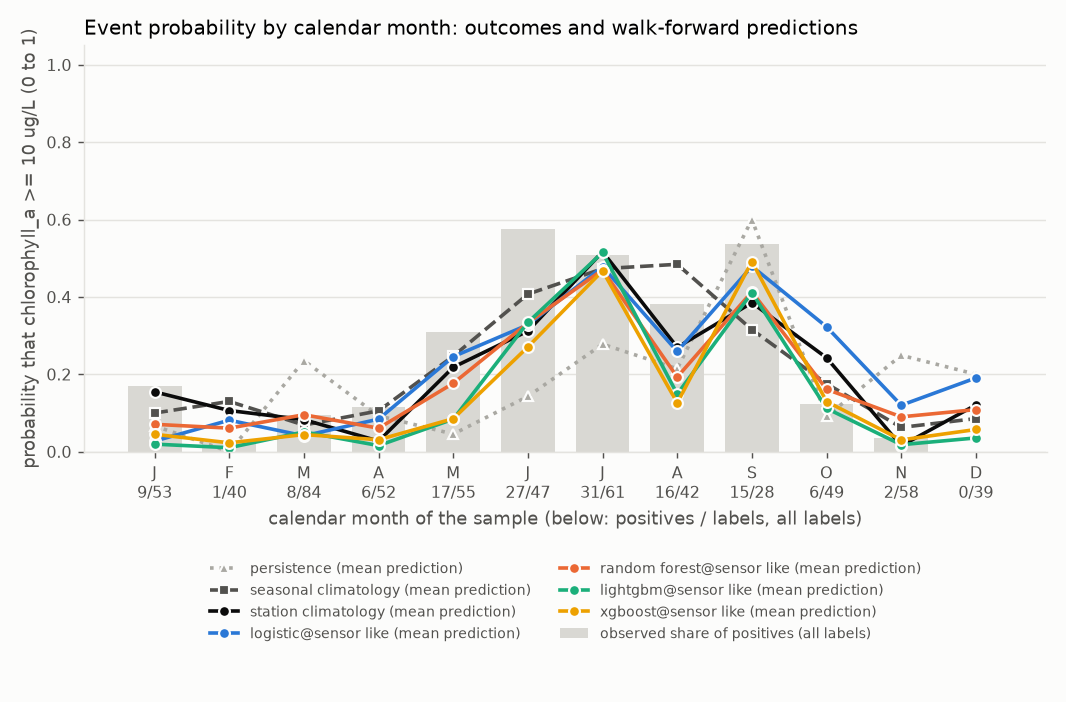 Event probability by calendar month: outcomes and walk-forward predictions
probability that chlorophyll_a >= 10 ug/L (0 to 1)
1.0
0.8
0.6
0.4
0.2
0.0
J F M A M J J A S O N D
9/53 1/40 8/84 6/52 17/55 27/47 31/61 16/42 15/28 6/49 2/58 0/39
calendar month of the sample (below: positives / labels, all labels)
persistence (mean prediction)
seasonal climatology (mean prediction)
station climatology (mean prediction)
logistic@sensor like (mean prediction)
random forest@sensor like (mean prediction)
lightgbm@sensor like (mean prediction)
xgboost@sensor like (mean prediction)
observed share of positives (all labels)